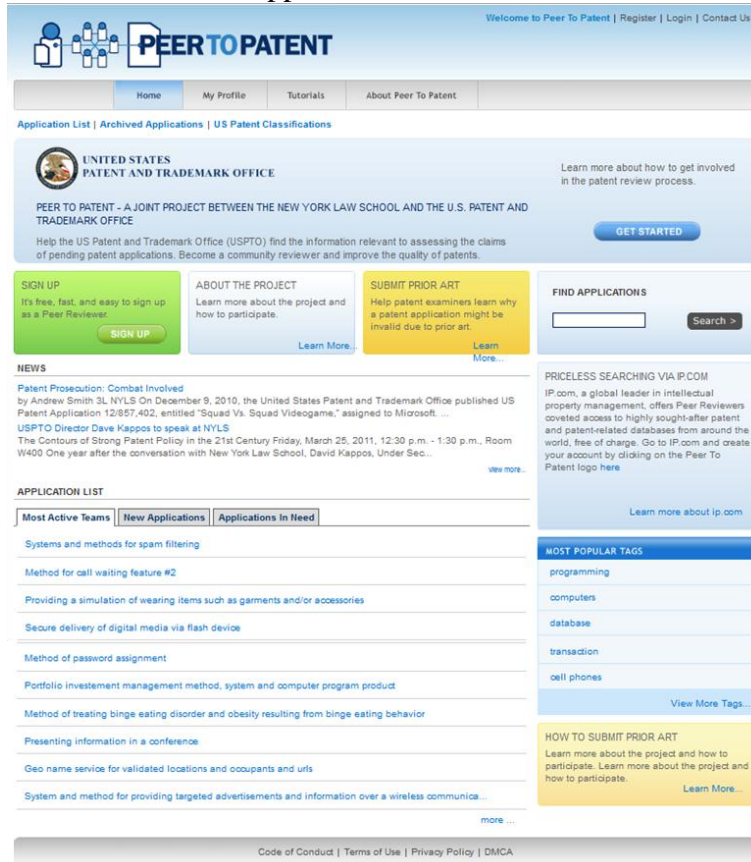 Welcome to Peer To Patent | Register | Login | Contact Us
PEER TO PATENT
Home My Profile Tutorials About Peer To Patent
Application List | Archived Applications | US Patent Classifications
UNITED STATES
PATENT AND TRADEMARK OFFICE
PEER TO PATENT - A JOINT PROJECT BETWEEN THE NEW YORK LAW SCHOOL AND THE U.S. PATENT AND
TRADEMARK OFFICE
Help the US Patent and Trademark Office (USPTO) find the information relevant to assessing the claims
of pending patent applications. Become a community reviewer and improve the quality of patents.
Learn more about how to get involved
in the patent review process.
GET STARTED
SIGN UP
It's free, fast, and easy to sign up
as a Peer Reviewer.
SIGN UP
ABOUT THE PROJECT
Learn more about the project and
how to participate.
Learn More...
SUBMIT PRIOR ART
Help patent examiners learn why
a patent application might be
invalid due to prior art.
Learn
More...
FIND APPLICATIONS
Search >
NEWS
Patent Prosecution: Combat Involved
by Andrew Smith 3L NYLS On December 9, 2010, the United States Patent and Trademark Office published US
Patent Application 12/857,402, entitled "Squad Vs. Squad Videogame," assigned to Microsoft. ...
USPTO Director Dave Kappos to speak at NYLS
The Contours of Strong Patent Policy in the 21st Century Friday, March 25, 2011, 12:30 p.m. - 1:30 p.m., Room
W400 One year after the conversation with New York Law School, David Kappos, Under Sec...
view more...
PRICELESS SEARCHING VIA IP.COM
IP.com, a global leader in intellectual
property management, offers Peer Reviewers
coveted access to highly sought-after patent
and patent-related databases from around the
world, free of charge. Go to IP.com and create
your account by clicking on the Peer To
Patent logo here
Learn more about ip.com
APPLICATION LIST
Most Active Teams New Applications Applications In Need
Systems and methods for spam filtering
Method for call waiting feature #2
Providing a simulation of wearing items such as garments and/or accessories
Secure delivery of digital media via flash device
Method of password assignment
Portfolio investement management method, system and computer program product
Method of treating binge eating disorder and obesity resulting from binge eating behavior
Presenting information in a conference
Geo name service for validated locations and occupants and urls
System and method for providing targeted advertisements and information over a wireless communica...
more ...
MOST POPULAR TAGS
programming
computers
database
transaction
cell phones
View More Tags...
HOW TO SUBMIT PRIOR ART
Learn more about the project and how to
participate. Learn more about the project and
how to participate.
Learn More...
Code of Conduct | Terms of Use | Privacy Policy | DMCA